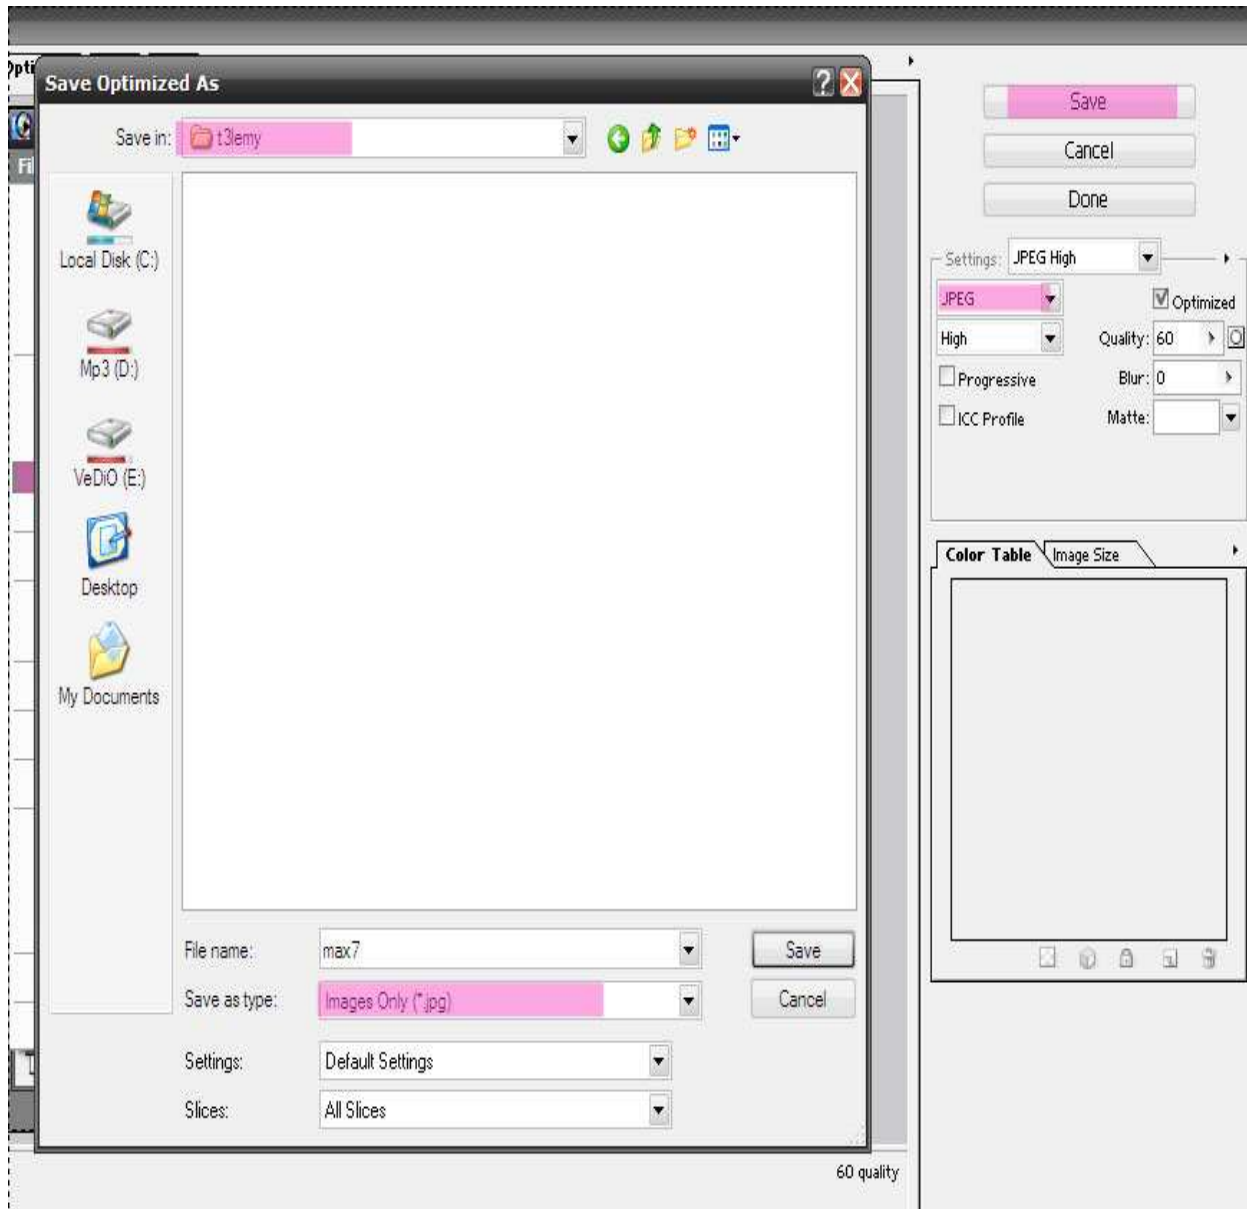 Opti
Save Optimized As
Save in: t3lemy
Fi
Local Disk (C:)
Mp3 (D:)
VeDiO (E:)
Desktop
My Documents
File name: max7
Save
Save as type: Images Only (*.jpg)
Cancel
Settings: Default Settings
Slices: All Slices
60 quality
Save
Cancel
Done
Settings: JPEG High
JPEG
Optimized
High
Quality: 60
Progressive
Blur: 0
ICC Profile
Matte:
Color Table
Image Size